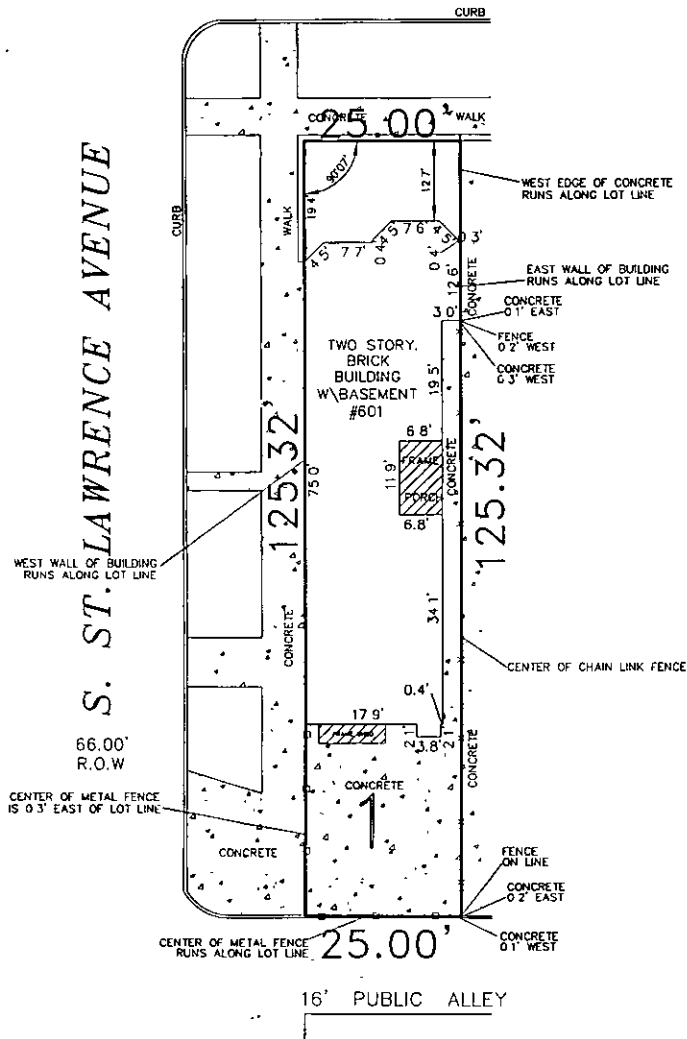 CURB
CONCRETE
WALK
25.00'
90°07'
19.4'
12.7'
WEST EDGE OF CONCRETE
RUNS ALONG LOT LINE
S. ST. LAWRENCE AVENUE
CURB
WALK
4.5'
7.7'
0.4'
4.5'
7.6'
4.5'
0.3'
0.4'
12.6'
CONCRETE
EAST WALL OF BUILDING
RUNS ALONG LOT LINE
3.0'
CONCRETE
0.1' EAST
FENCE
0.2' WEST
CONCRETE
0.3' WEST
TWO STORY.
BRICK
BUILDING
W\BASEMENT
#601
19.5'
6.8'
FRAME
PORCH
11.9'
6.8'
CONCRETE
125.32'
75.0'
125.32'
WEST WALL OF BUILDING
RUNS ALONG LOT LINE
34.1'
CONCRETE
CENTER OF CHAIN LINK FENCE
0.4'
17.9'
2.1'
3.8'
2.1'
CONCRETE
66.00'
R.O.W
CENTER OF METAL FENCE
IS 0.3' EAST OF LOT LINE
CONCRETE
1
CONCRETE
FENCE
ON LINE
CONCRETE
0.2' EAST
CONCRETE
0.1' WEST
CENTER OF METAL FENCE
RUNS ALONG LOT LINE
25.00'
16' PUBLIC ALLEY